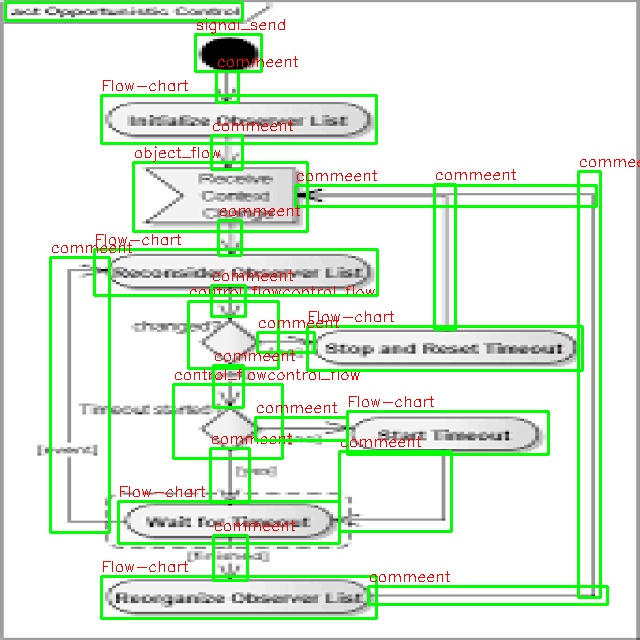 act Opportunistic Control
signal_send
commeent
Flow-chart
Initialize Observer List
commeent
object_flow
commeent
Receive
commeent
commeent
Context
Change
commeent
Flow-chart
commeent
Reconsider Observer List
commeent
control_flowcontrol_flow
changed?
commeent
Flow-chart
Stop and Reset Timeout
commeent
control_flowcontrol_flow
Timeout started
commeent
Flow-chart
Start Timeout
commeent
commeent
[event]
[yes]
Flow-chart
Wait for Timeout
commeent
[finished]
Flow-chart
commeent
Reorganize Observer List